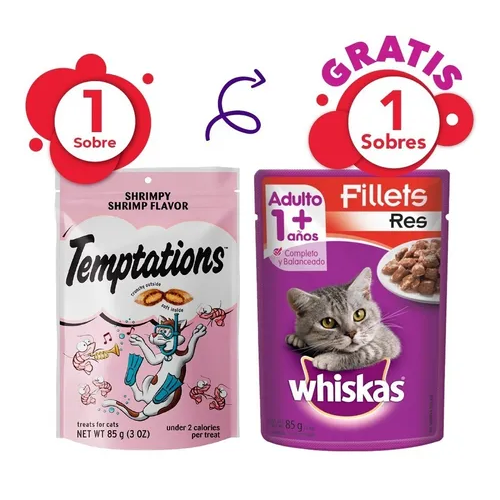 GRATIS
1
Sobre
1
Sobres
SHRIMPY
SHRIMP FLAVOR
Temptations™
crunchy outside
soft inside
treats for cats
NET WT 85 g (3 OZ)
under 2 calories
per treat
Adulto
1+
años
Completo
y Balanceado
Fillets
Res
whiskas®
85 g